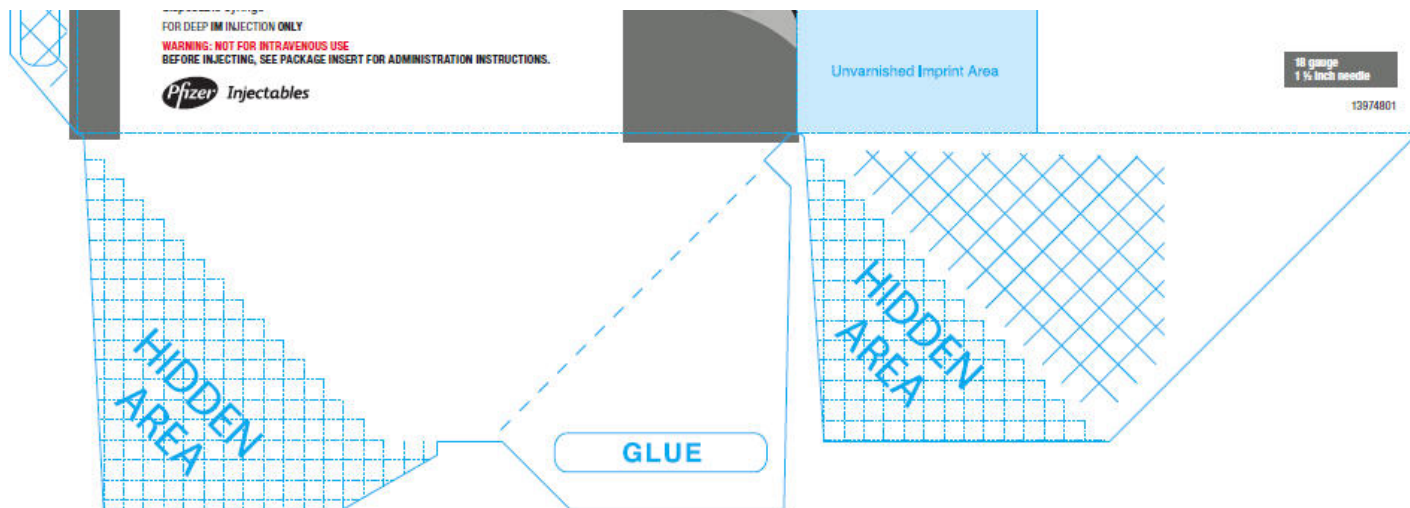 FOR DEEP IM INJECTION ONLY
WARNING: NOT FOR INTRAVENOUS USE
BEFORE INJECTING, SEE PACKAGE INSERT FOR ADMINISTRATION INSTRUCTIONS.
Pfizer Injectables
Unvarnished Imprint Area
18 gauge
1 ½ inch needle
13974801
HIDDEN
AREA
GLUE
HIDDEN
AREA